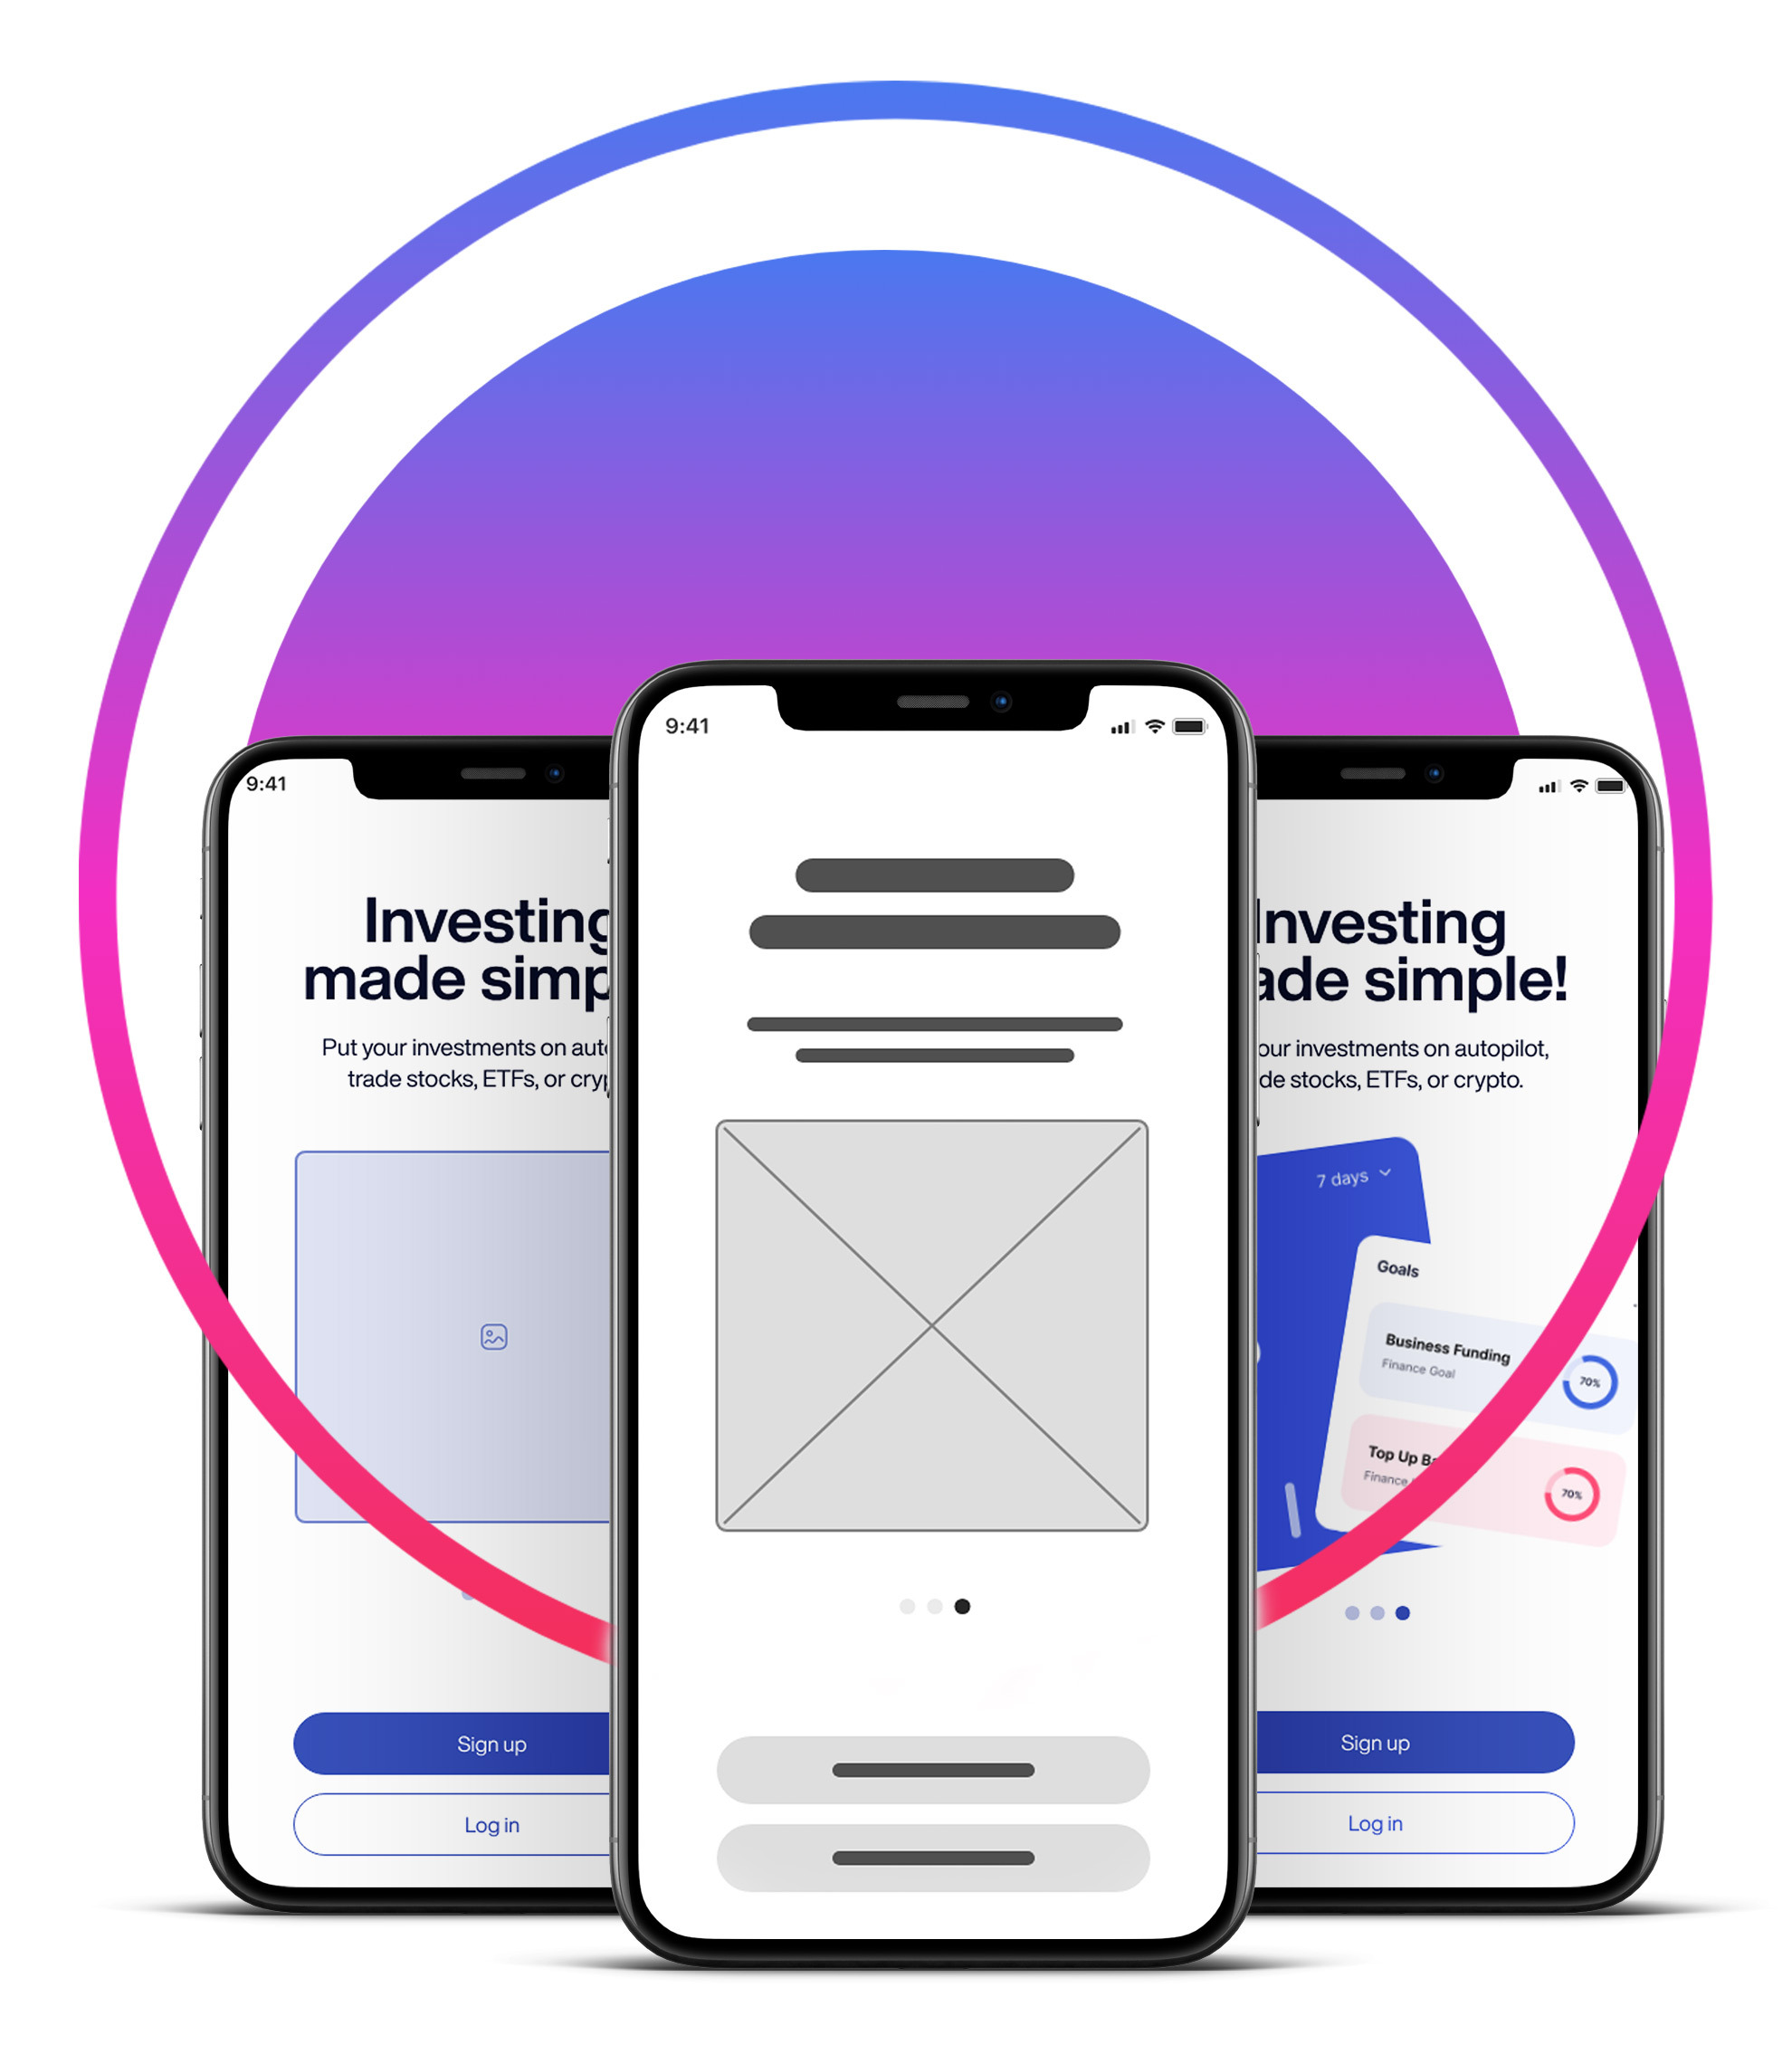 9:41
Investing
made simp
Put your investments on auto
trade stocks, ETFs, or cryp
Sign up
Log in
9:41
Investing
ade simple!
our investments on autopilot,
de stocks, ETFs, or crypto.
7 days
Goals
Business Funding
Finance Goal
70%
Top Up Ba
Finance
70%
Sign up
Log in